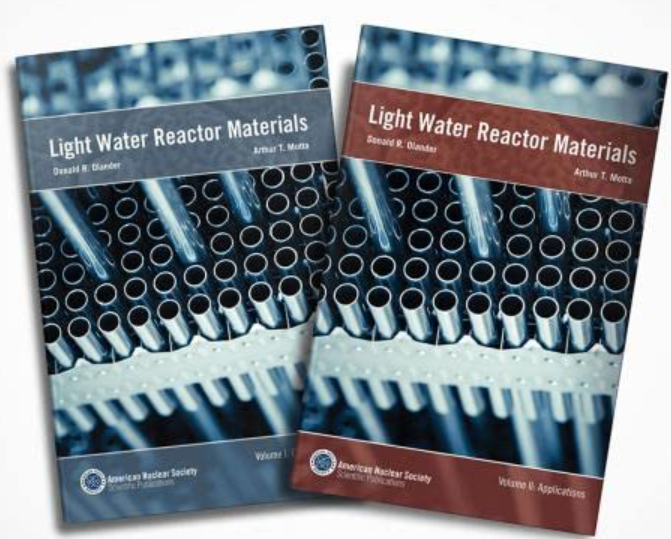 Light Water Reactor Materials
Donald R. Olander
Arthur T. Motta
American Nuclear Society
Scientific Publications
Volume I:
Light Water Reactor Materials
Donald R. Olander
Arthur T. Motta
American Nuclear Society
Scientific Publications
Volume II: Applications